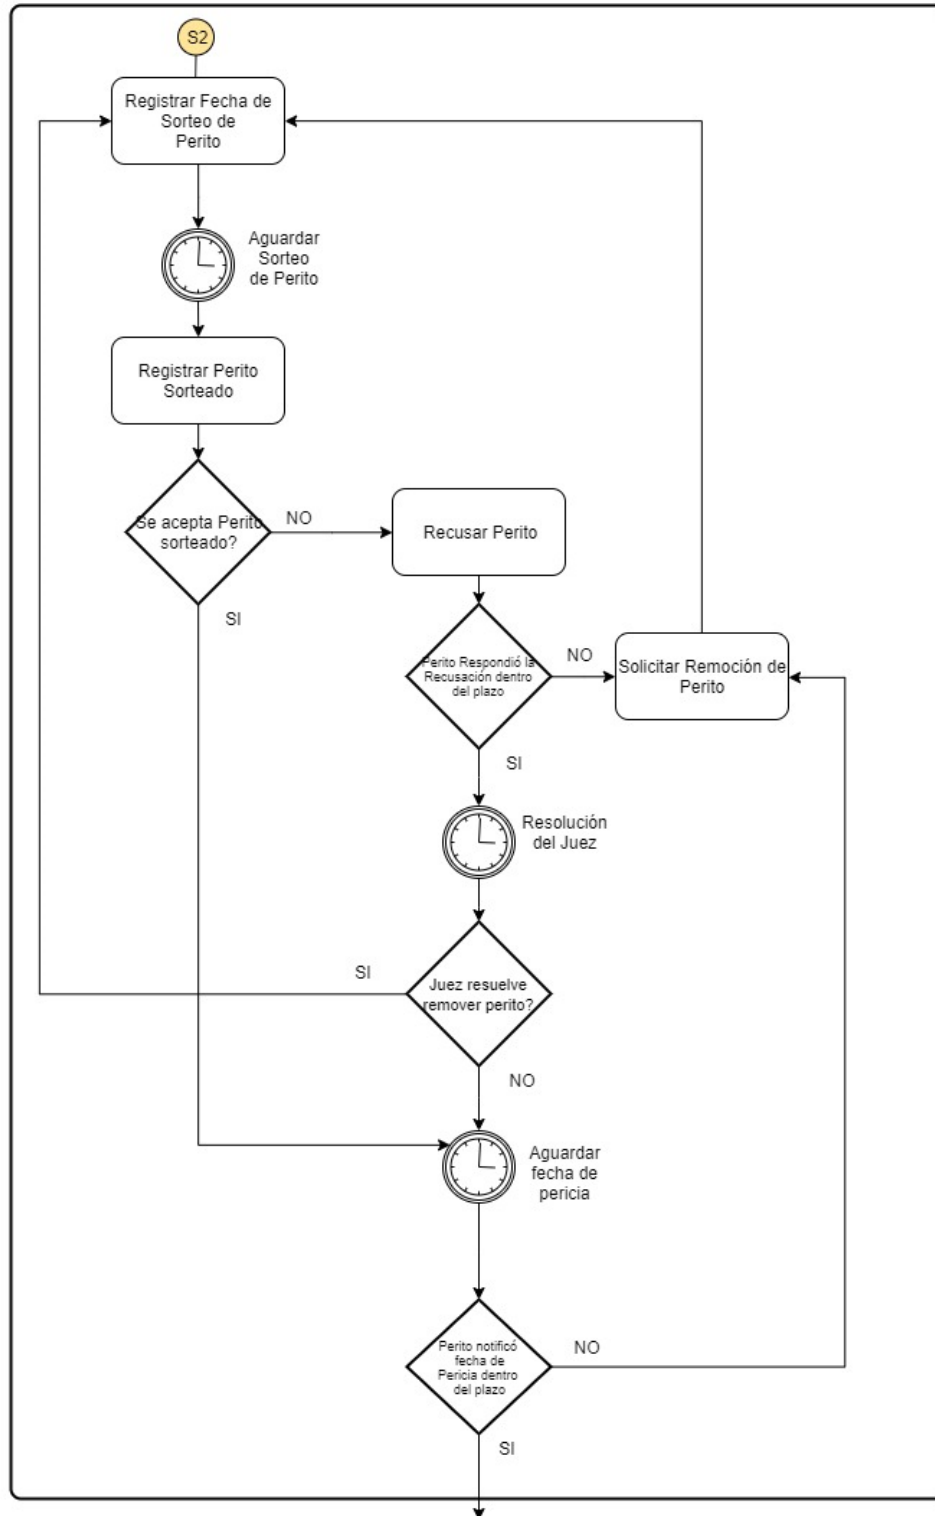 S2
Registrar Fecha de
Sorteo de
Perito
Aguardar
Sorteo
de Perito
Registrar Perito
Sorteado
Se acepta Perito
sorteado?
NO
Recusar Perito
SI
Perito Respondió la
Recusación dentro
del plazo
NO
Solicitar Remoción de
Perito
SI
Resolución
del Juez
SI
Juez resuelve
remover perito?
NO
Aguardar
fecha de
pericia
Perito notificó
fecha de
Pericia dentro
del plazo
NO
SI